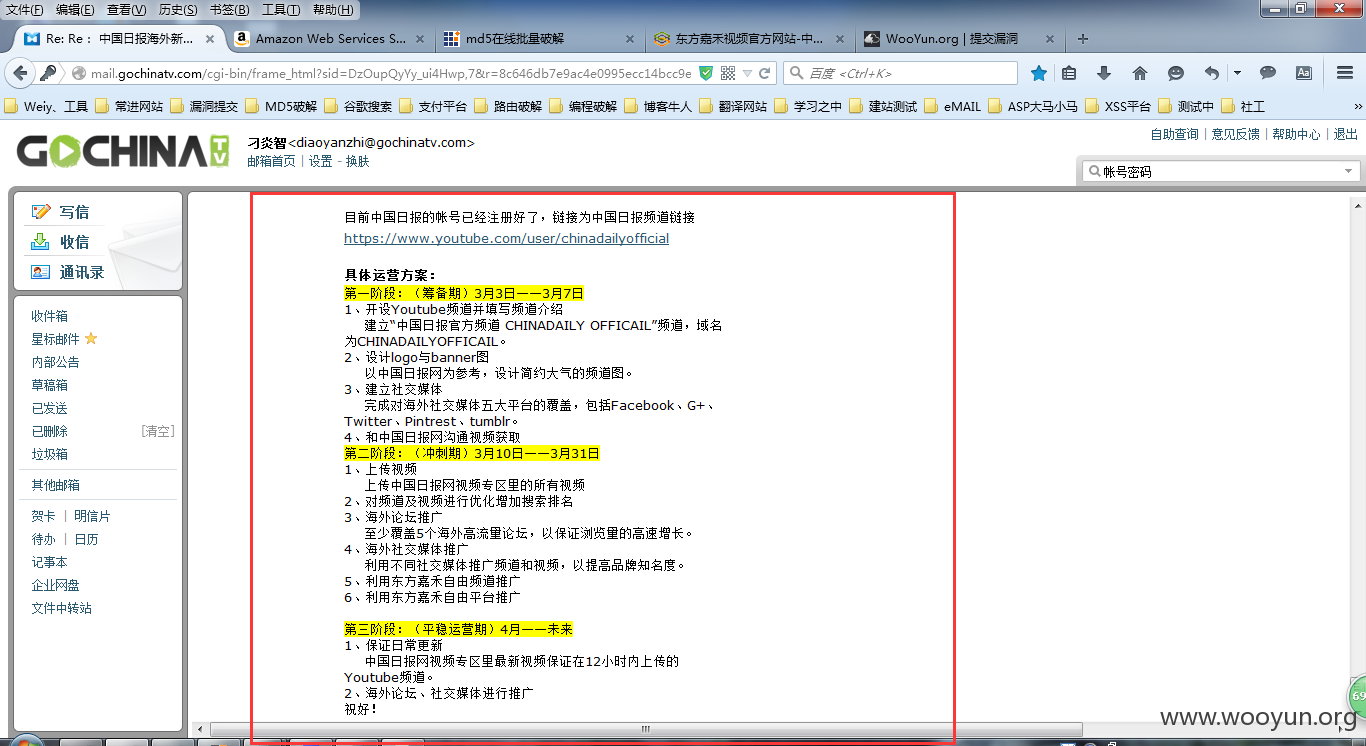 文件(F) 编辑(E) 查看(V) 历史(S) 书签(B) 工具(T) 帮助(H)
Re: Re： 中国日报海外新... × Amazon Web Services S... × md5在线批量破解 × 东方嘉禾视频官方网站-中... × WooYun.org | 提交漏洞 × +
mail.gochinatv.com/cgi-bin/frame_html?sid=DzOupQyYy_ui4Hwp,7&r=8c646db7e9ac4e0995ecc14bcc9e 百度 <Ctrl+K>
Weiy、工具 常进网站 漏洞提交 MD5破解 谷歌搜索 支付平台 路由破解 编程破解 博客牛人 翻译网站 学习之中 建站测试 eMAIL ASP大马小马 XSS平台 测试中 社工 »
GOCHINA TV
刁炎智<diaoyanzhi@gochinatv.com>
邮箱首页 | 设置 - 换肤
自助查询 | 意见反馈 | 帮助中心 | 退出
帐号密码
写信
收信
通讯录
收件箱
星标邮件
内部公告
草稿箱
已发送
已删除 [清空]
垃圾箱
其他邮箱
贺卡 | 明信片
待办 | 日历
记事本
企业网盘
文件中转站
目前中国日报的帐号已经注册好了，链接为中国日报频道链接
https://www.youtube.com/user/chinadailyofficial
具体运营方案：
第一阶段：（筹备期）3月3日——3月7日
1、开设Youtube频道并填写频道介绍
建立“中国日报官方频道 CHINADAILY OFFICAIL”频道，域名
为CHINADAILYOFFICAIL。
2、设计logo与banner图
以中国日报网为参考，设计简约大气的频道图。
3、建立社交媒体
完成对海外社交媒体五大平台的覆盖，包括Facebook、G+、
Twitter、Pintrest、tumblr。
4、和中国日报网沟通视频获取
第二阶段：（冲刺期）3月10日——3月31日
1、上传视频
上传中国日报网视频专区里的所有视频
2、对频道及视频进行优化增加搜索排名
3、海外论坛推广
至少覆盖5个海外高流量论坛，以保证浏览量的高速增长。
4、海外社交媒体推广
利用不同社交媒体推广频道和视频，以提高品牌知名度。
5、利用东方嘉禾自由频道推广
6、利用东方嘉禾自由平台推广
第三阶段：（平稳运营期）4月——未来
1、保证日常更新
中国日报网视频专区里最新视频保证在12小时内上传的
Youtube频道。
2、海外论坛、社交媒体进行推广
祝好！
69
www.wooyun.org